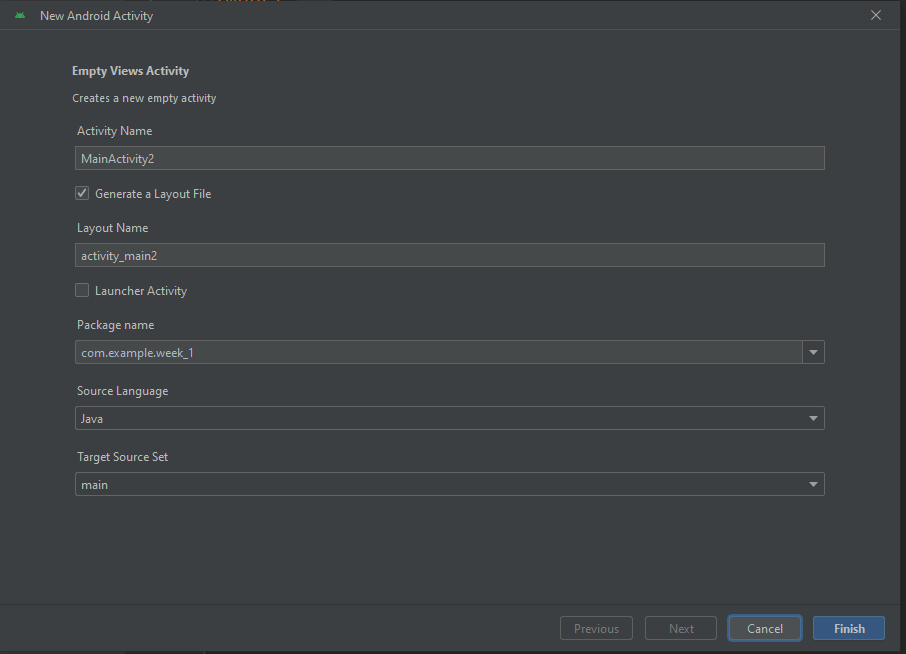 New Android Activity
Empty Views Activity
Creates a new empty activity
Activity Name
MainActivity2
Generate a Layout File
Layout Name
activity_main2
Launcher Activity
Package name
com.example.week_1
Source Language
Java
Target Source Set
main
Previous Next Cancel Finish